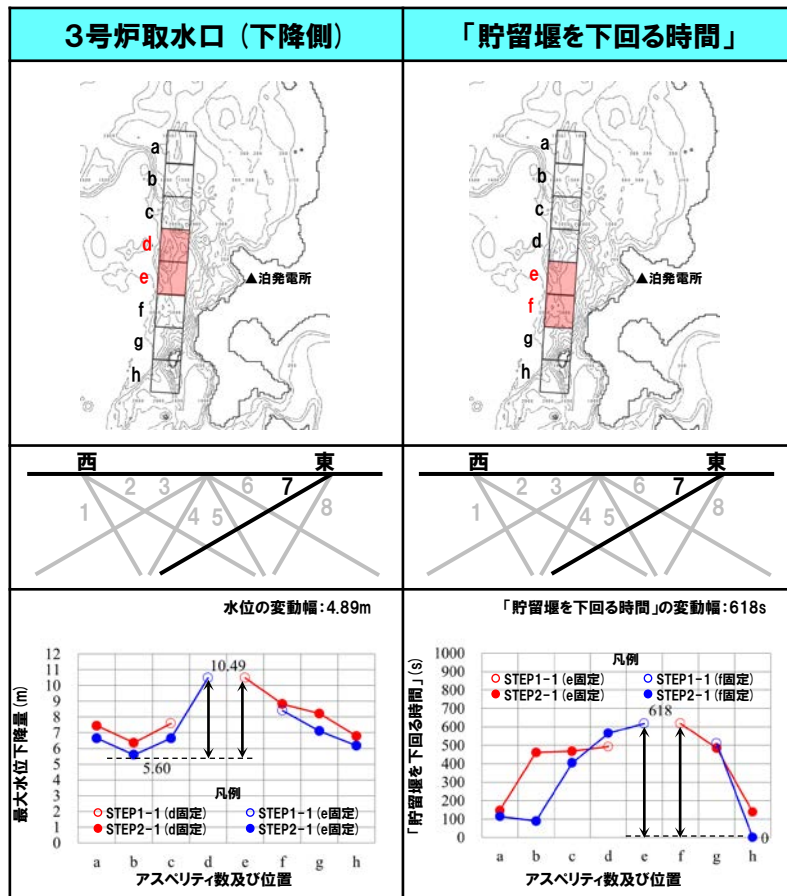 3号炉取水口（下降側）
「貯留堰を下回る時間」
a
b
c
d
e
f
g
h
▲泊発電所
a
b
c
d
e
f
g
h
▲泊発電所
西 東
1 2 3 4 5 6 7 8
西 東
1 2 3 4 5 6 7 8
水位の変動幅：4.89m
最大水位下降量(m)
12
11
10
9
8
7
6
5
4
3
2
1
0
10.49
5.60
凡例
STEP1-1(d固定) STEP1-1(e固定)
STEP2-1(d固定) STEP2-1(e固定)
a b c d e f g h
アスペリティ数及び位置
「貯留堰を下回る時間」の変動幅：618s
「貯留堰を下回る時間」(s)
1000
900
800
700
600
500
400
300
200
100
0
凡例
STEP1-1(e固定) STEP1-1(f固定)
STEP2-1(e固定) STEP2-1(f固定)
618
0
a b c d e f g h
アスペリティ数及び位置